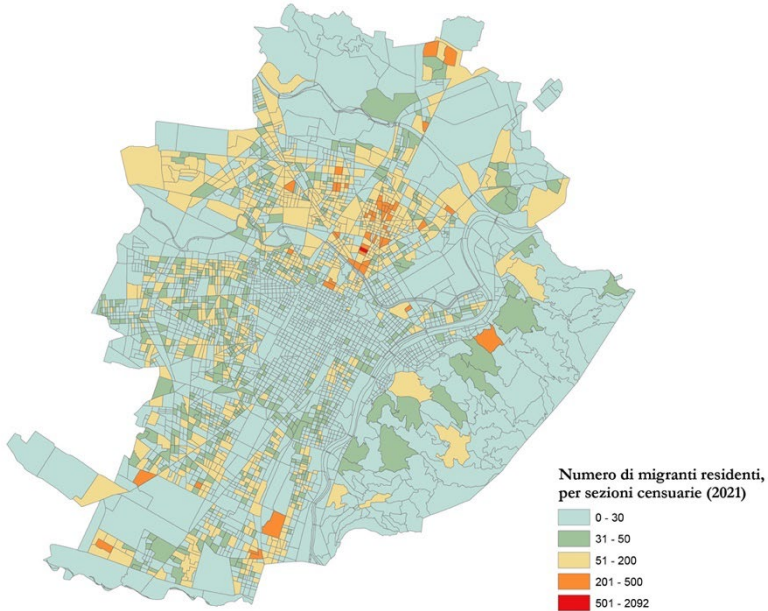 Numero di migranti residenti,
per sezioni censuarie (2021)
0 - 30
31 - 50
51 - 200
201 - 500
501 - 2092